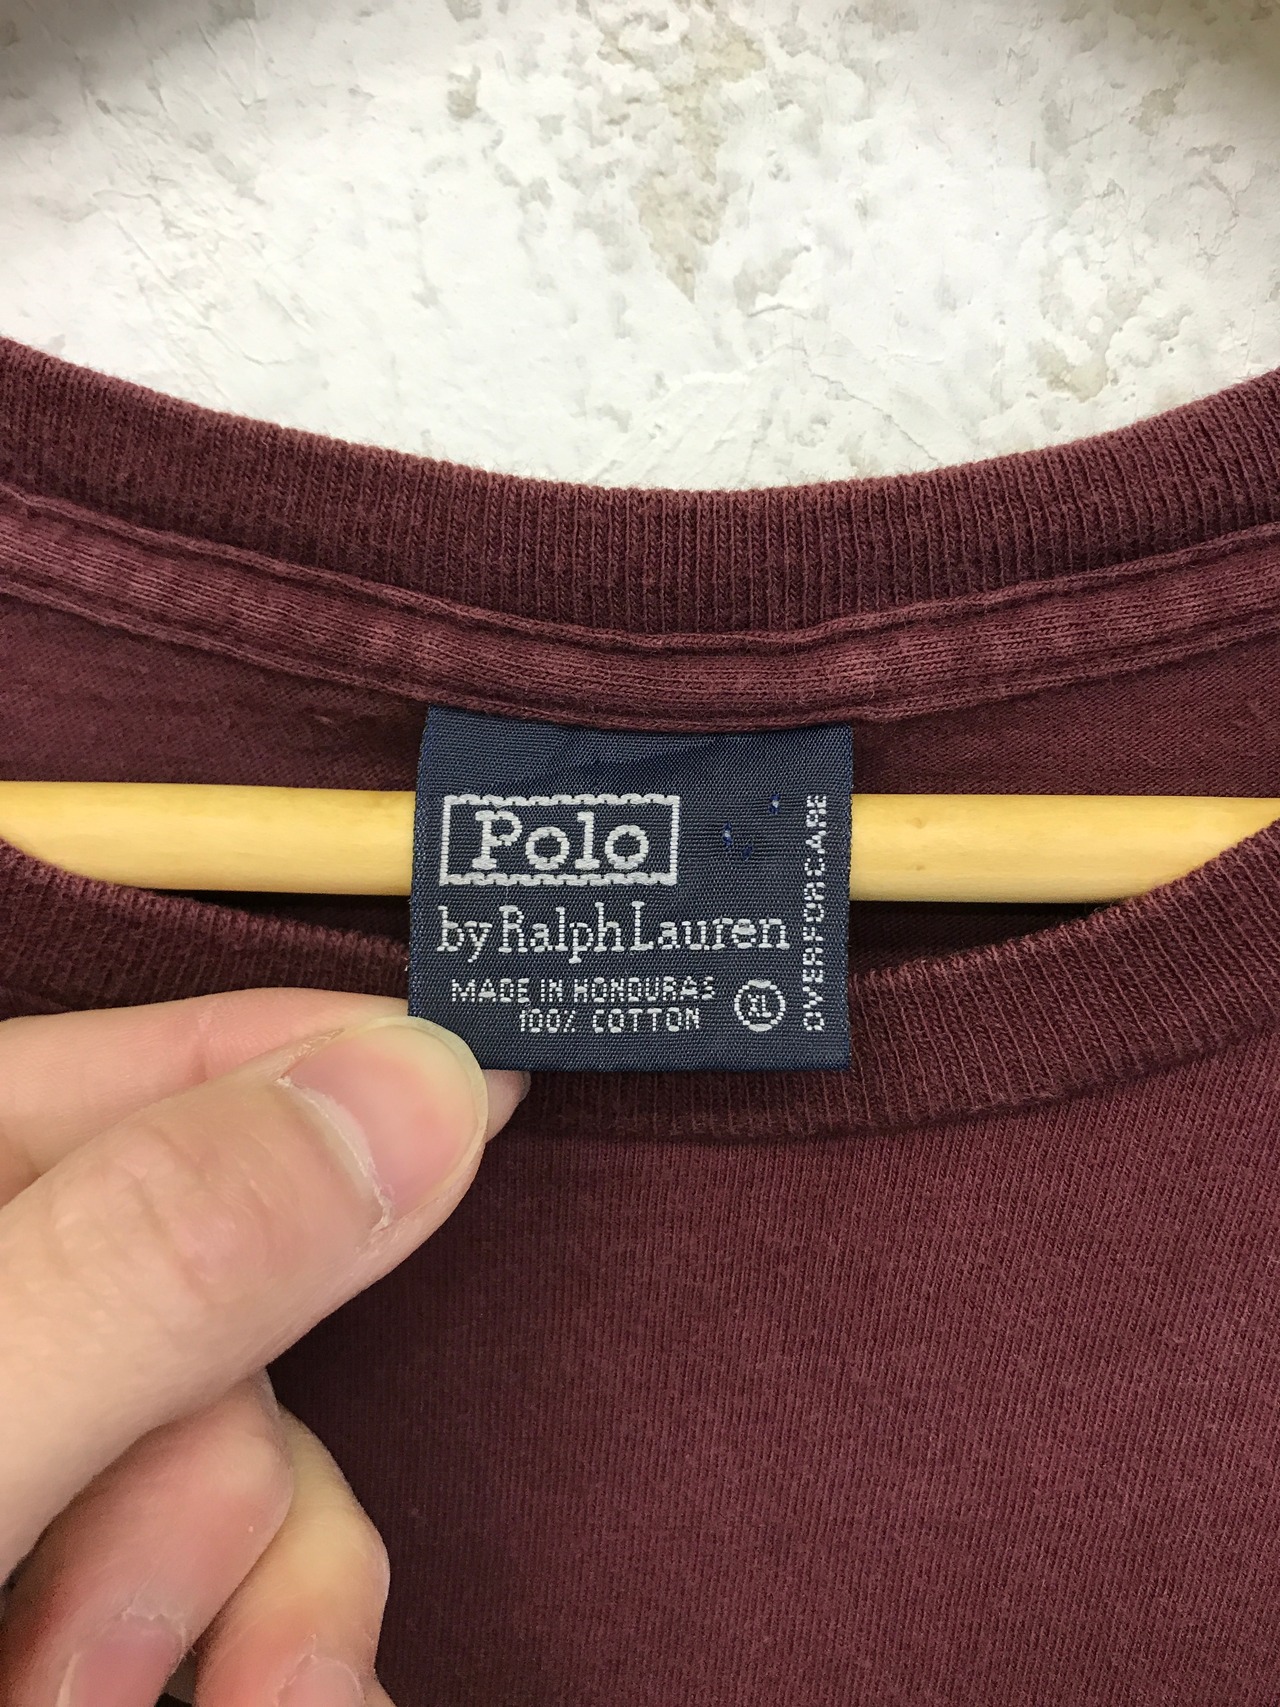 Polo
by Ralph Lauren
MADE IN HONDURAS
100% COTTON
XL
OVER FOR CARE